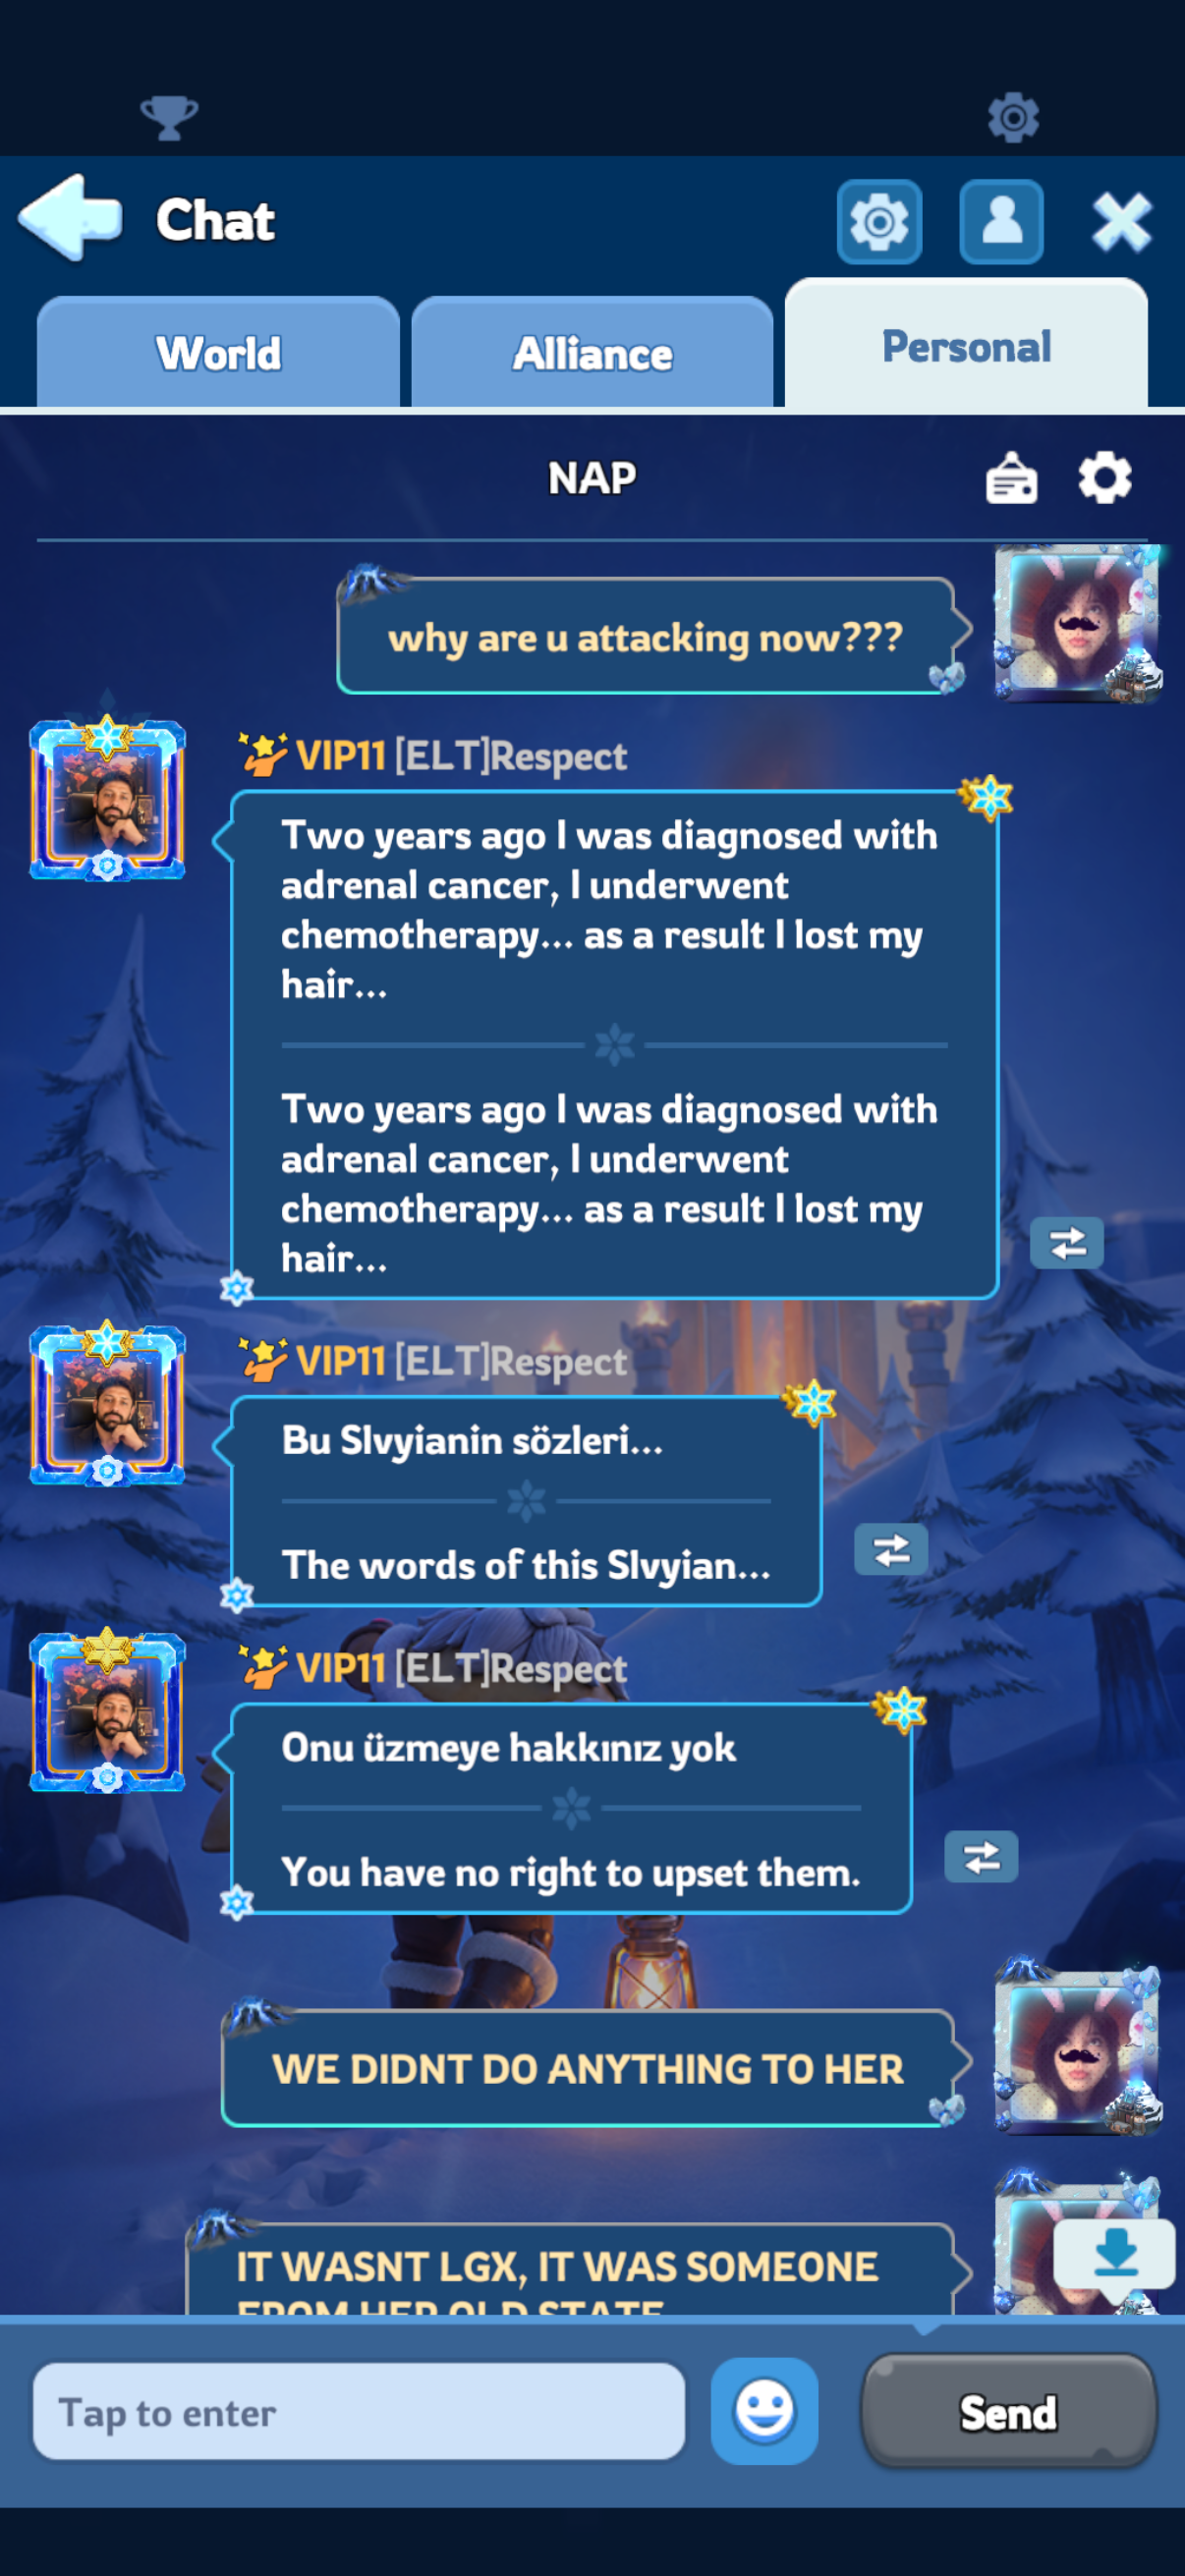 Chat
World
Alliance
Personal
NAP
why are u attacking now???
VIP11 [ELT]Respect
Two years ago I was diagnosed with
adrenal cancer, I underwent
chemotherapy... as a result I lost my
hair...
Two years ago I was diagnosed with
adrenal cancer, I underwent
chemotherapy... as a result I lost my
hair...
VIP11 [ELT]Respect
Bu Slvyianin sözleri...
The words of this Slvyian...
VIP11 [ELT]Respect
Onu üzmeye hakkınız yok
You have no right to upset them.
WE DIDNT DO ANYTHING TO HER
IT WASNT LGX, IT WAS SOMEONE
FROM HER OLD STATE
Tap to enter
Send